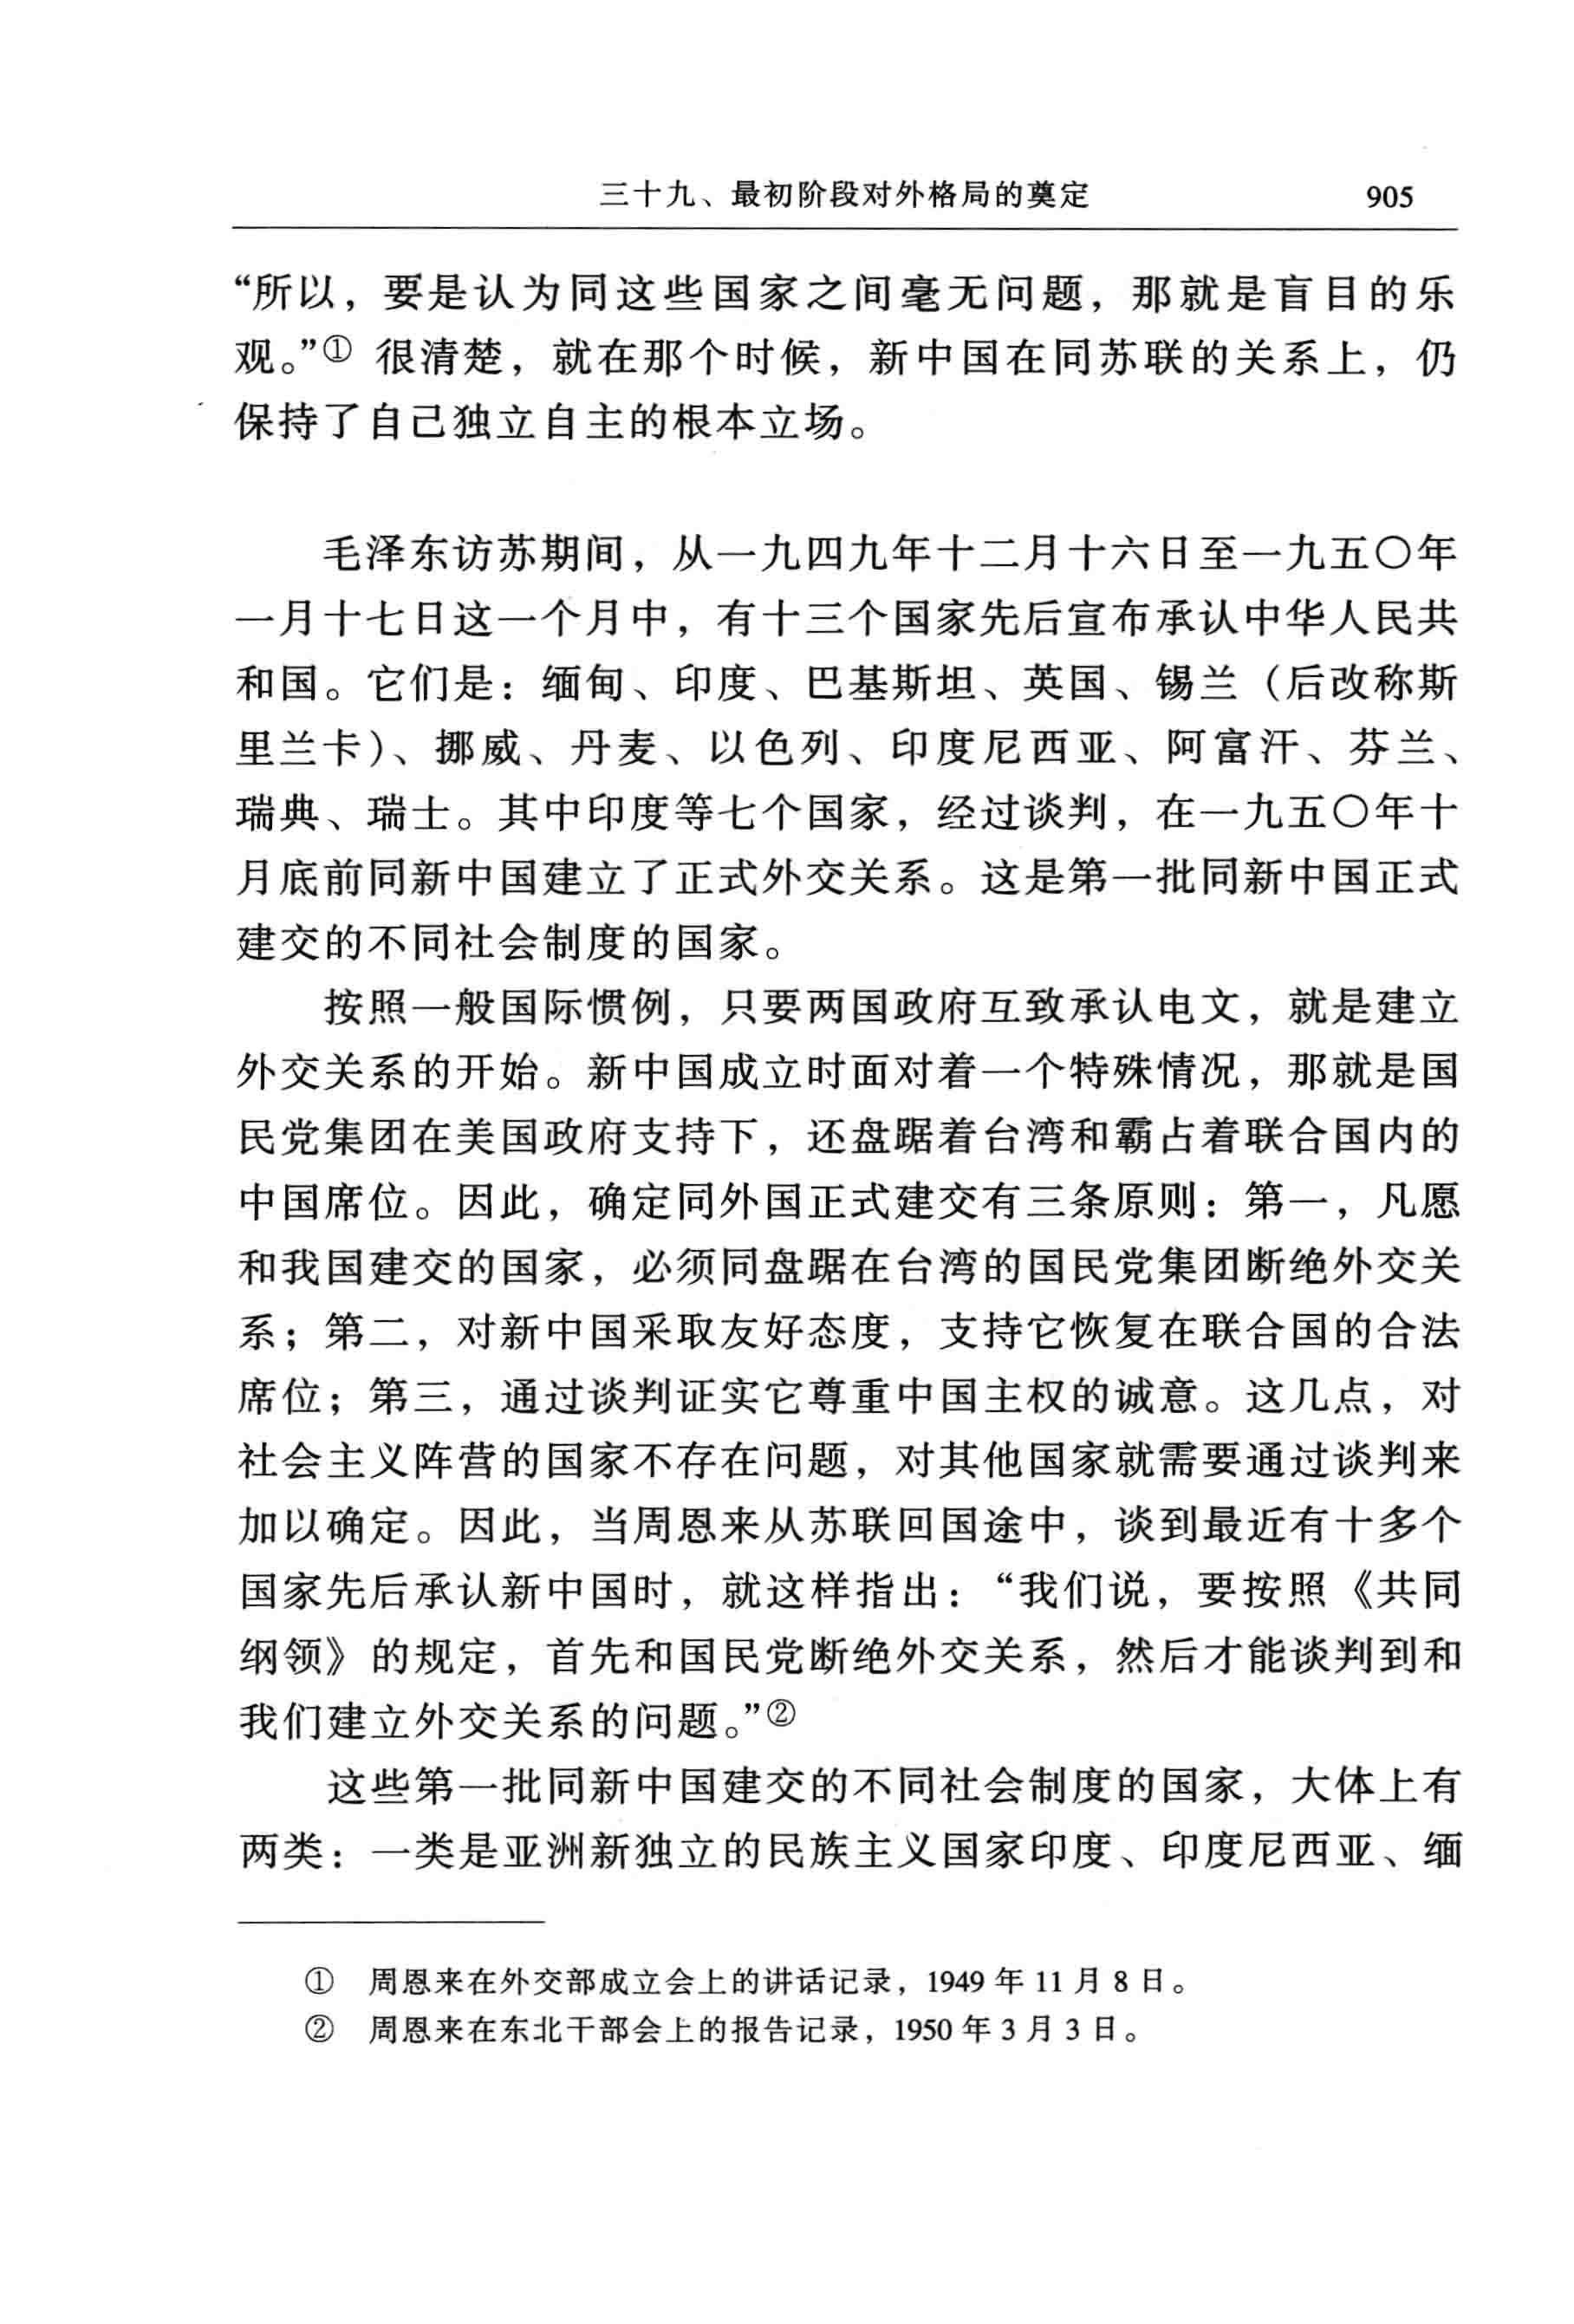 三十九、最初阶段对外格局的奠定 905
“所以，要是认为同这些国家之间毫无问题，那就是盲目的乐
观。”① 很清楚，就在那个时候，新中国在同苏联的关系上，仍
保持了自己独立自主的根本立场。
毛泽东访苏期间，从一九四九年十二月十六日至一九五〇年
一月十七日这一个月中，有十三个国家先后宣布承认中华人民共
和国。它们是：缅甸、印度、巴基斯坦、英国、锡兰（后改称斯
里兰卡）、挪威、丹麦、以色列、印度尼西亚、阿富汗、芬兰、
瑞典、瑞士。其中印度等七个国家，经过谈判，在一九五〇年十
月底前同新中国建立了正式外交关系。这是第一批同新中国正式
建交的不同社会制度的国家。
按照一般国际惯例，只要两国政府互致承认电文，就是建立
外交关系的开始。新中国成立时面对着一个特殊情况，那就是国
民党集团在美国政府支持下，还盘踞着台湾和霸占着联合国内的
中国席位。因此，确定同外国正式建交有三条原则：第一，凡愿
和我国建交的国家，必须同盘踞在台湾的国民党集团断绝外交关
系；第二，对新中国采取友好态度，支持它恢复在联合国的合法
席位；第三，通过谈判证实它尊重中国主权的诚意。这几点，对
社会主义阵营的国家不存在问题，对其他国家就需要通过谈判来
加以确定。因此，当周恩来从苏联回国途中，谈到最近有十多个
国家先后承认新中国时，就这样指出：“我们说，要按照《共同
纲领》的规定，首先和国民党断绝外交关系，然后才能谈判到和
我们建立外交关系的问题。”②
这些第一批同新中国建交的不同社会制度的国家，大体上有
两类：一类是亚洲新独立的民族主义国家印度、印度尼西亚、缅
① 周恩来在外交部成立会上的讲话记录，1949 年 11 月 8 日。
② 周恩来在东北干部会上的报告记录，1950 年 3 月 3 日。